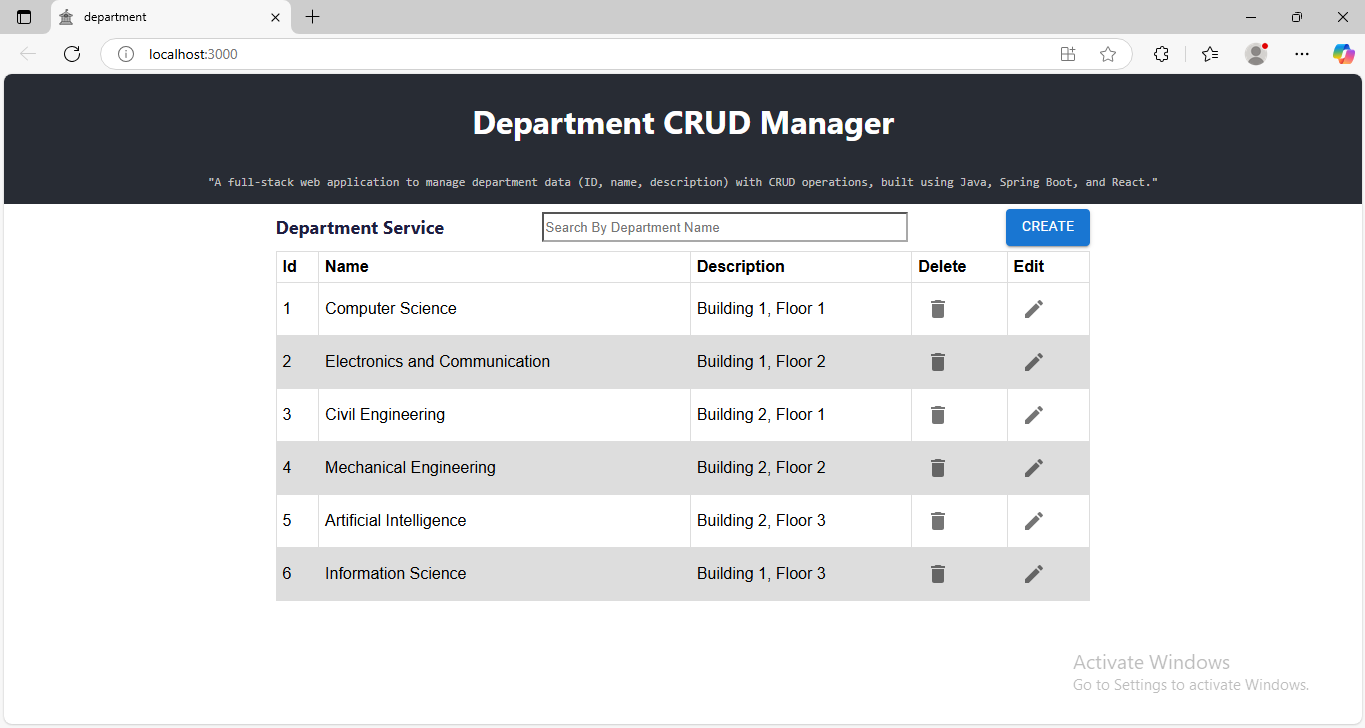 department
localhost:3000
Department CRUD Manager
"A full-stack web application to manage department data (ID, name, description) with CRUD operations, built using Java, Spring Boot, and React."
Department Service Search By Department Name CREATE
Id Name Description Delete Edit
1 Computer Science Building 1, Floor 1
2 Electronics and Communication Building 1, Floor 2
3 Civil Engineering Building 2, Floor 1
4 Mechanical Engineering Building 2, Floor 2
5 Artificial Intelligence Building 2, Floor 3
6 Information Science Building 1, Floor 3
Activate Windows
Go to Settings to activate Windows.